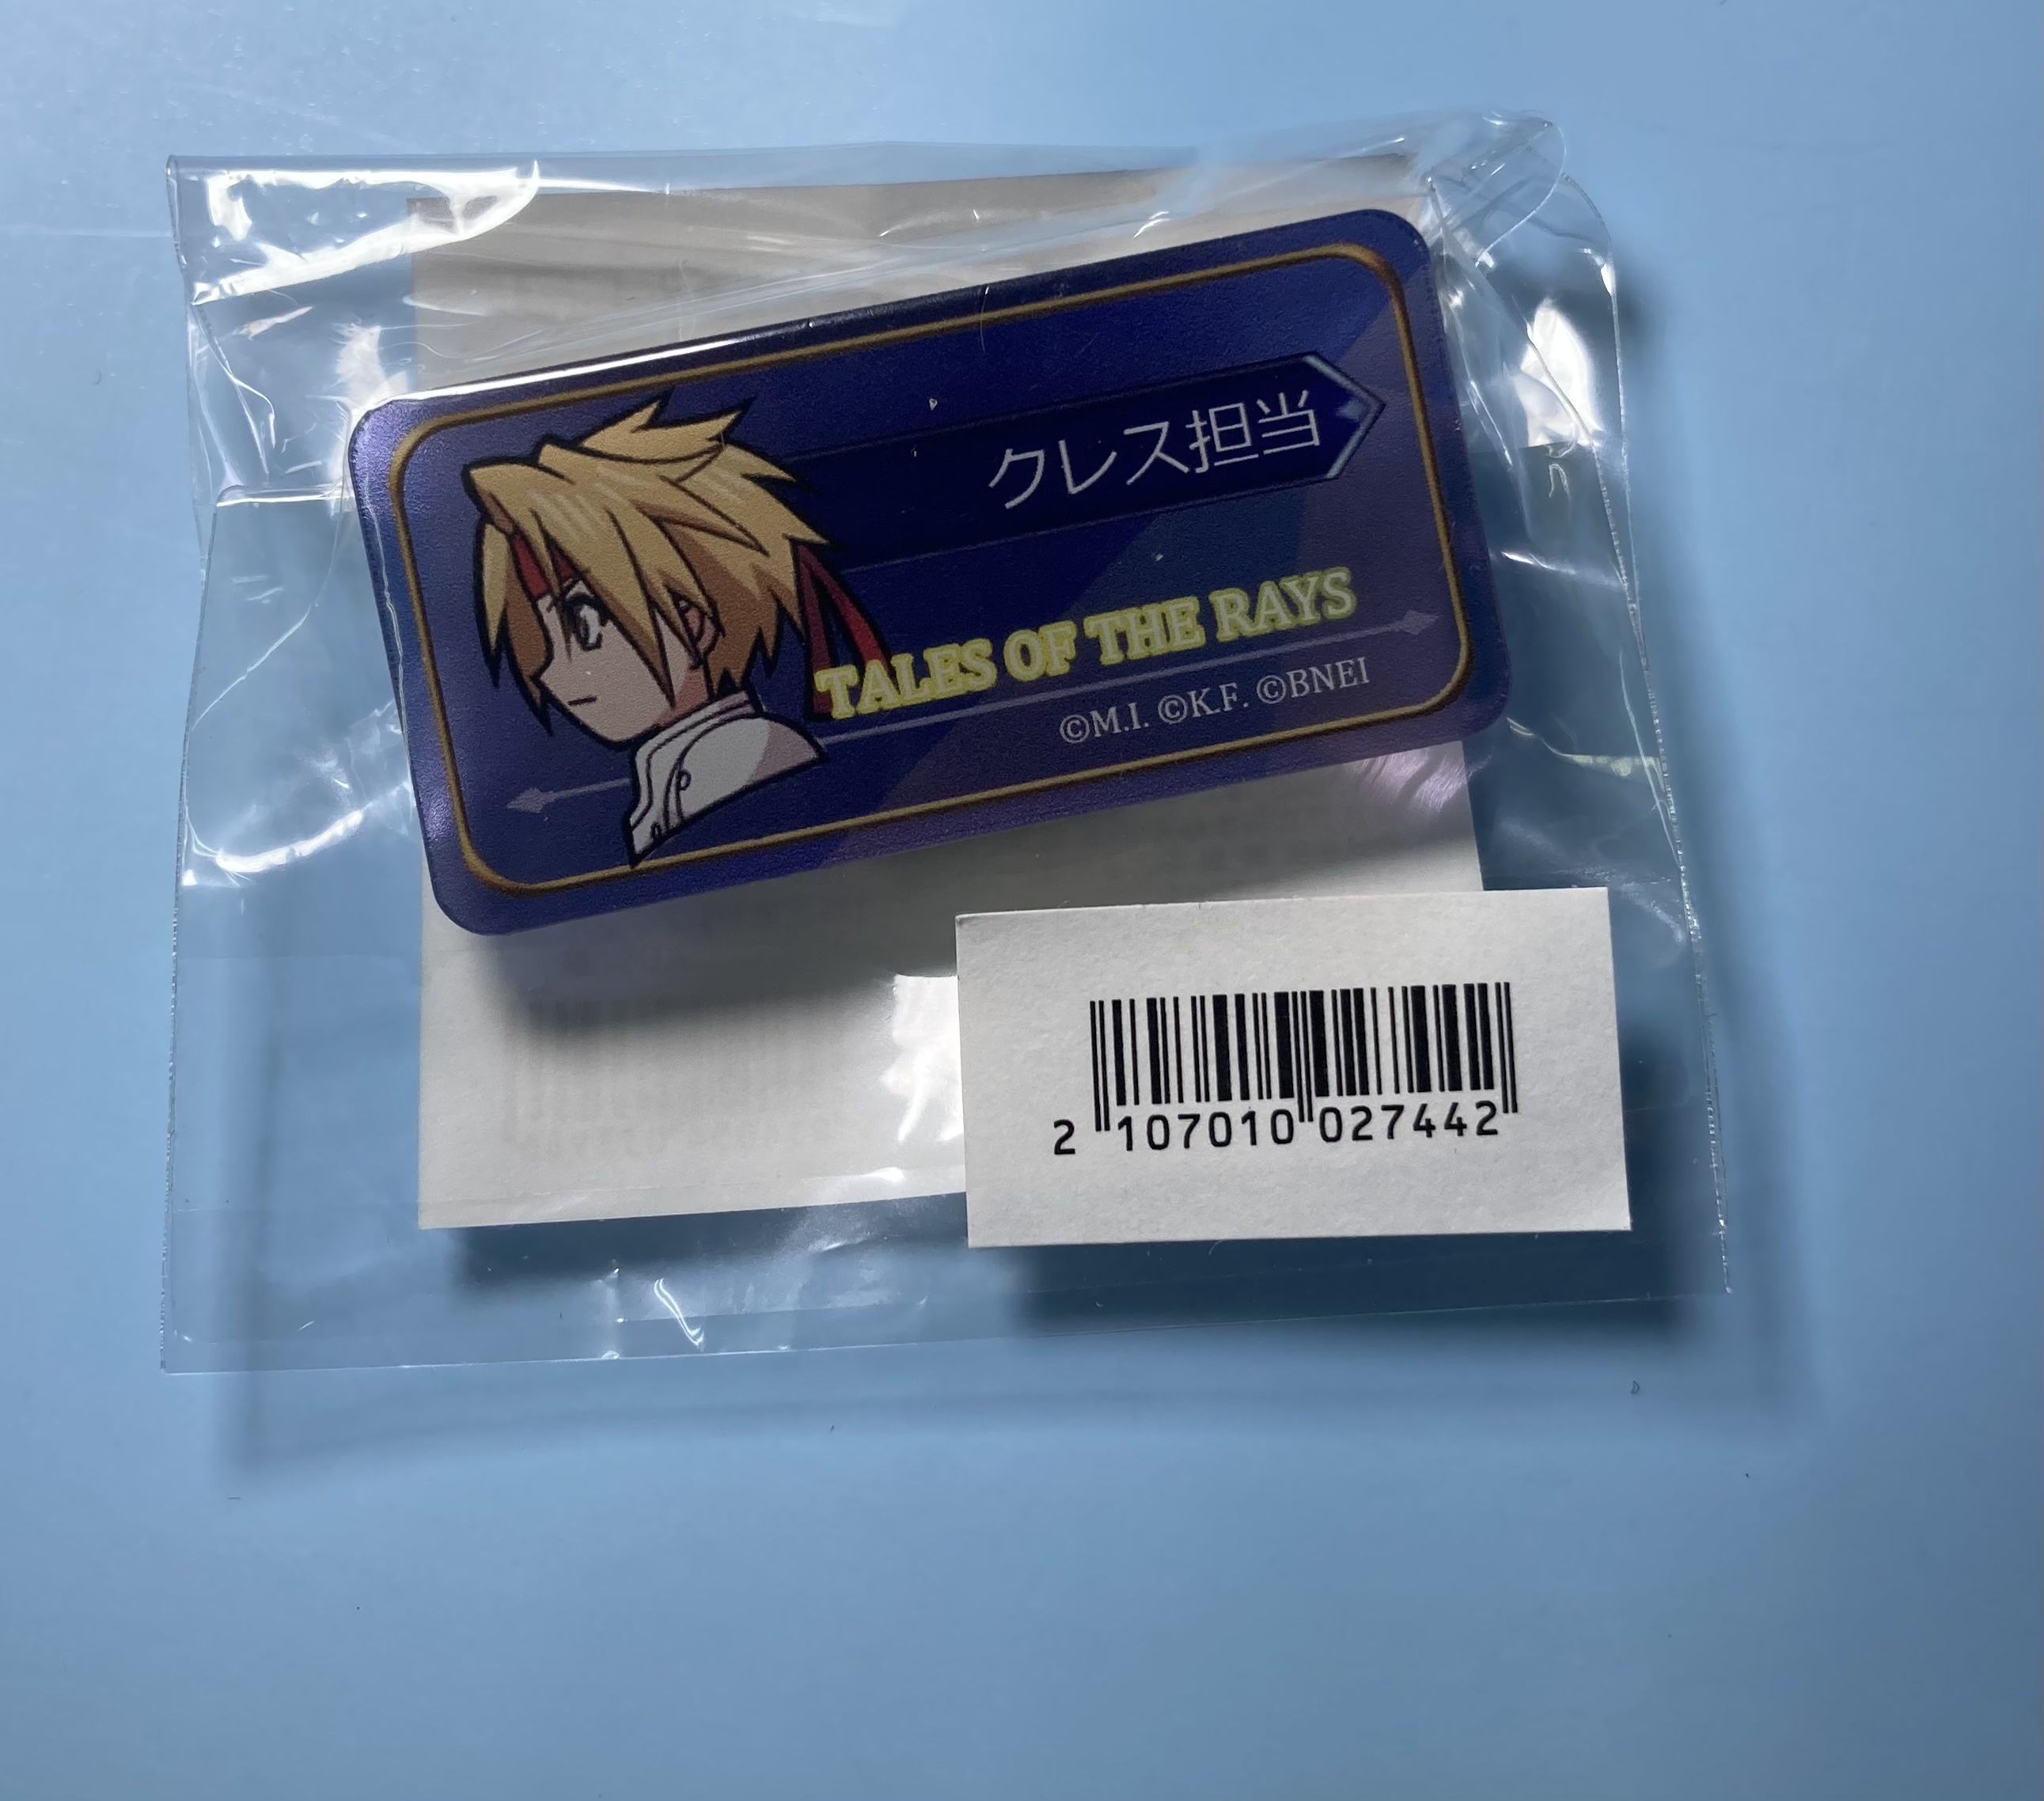 クレス担当
TALES OF THE RAYS
©M.I. ©K.F. ©BNEI
2 107010 027442